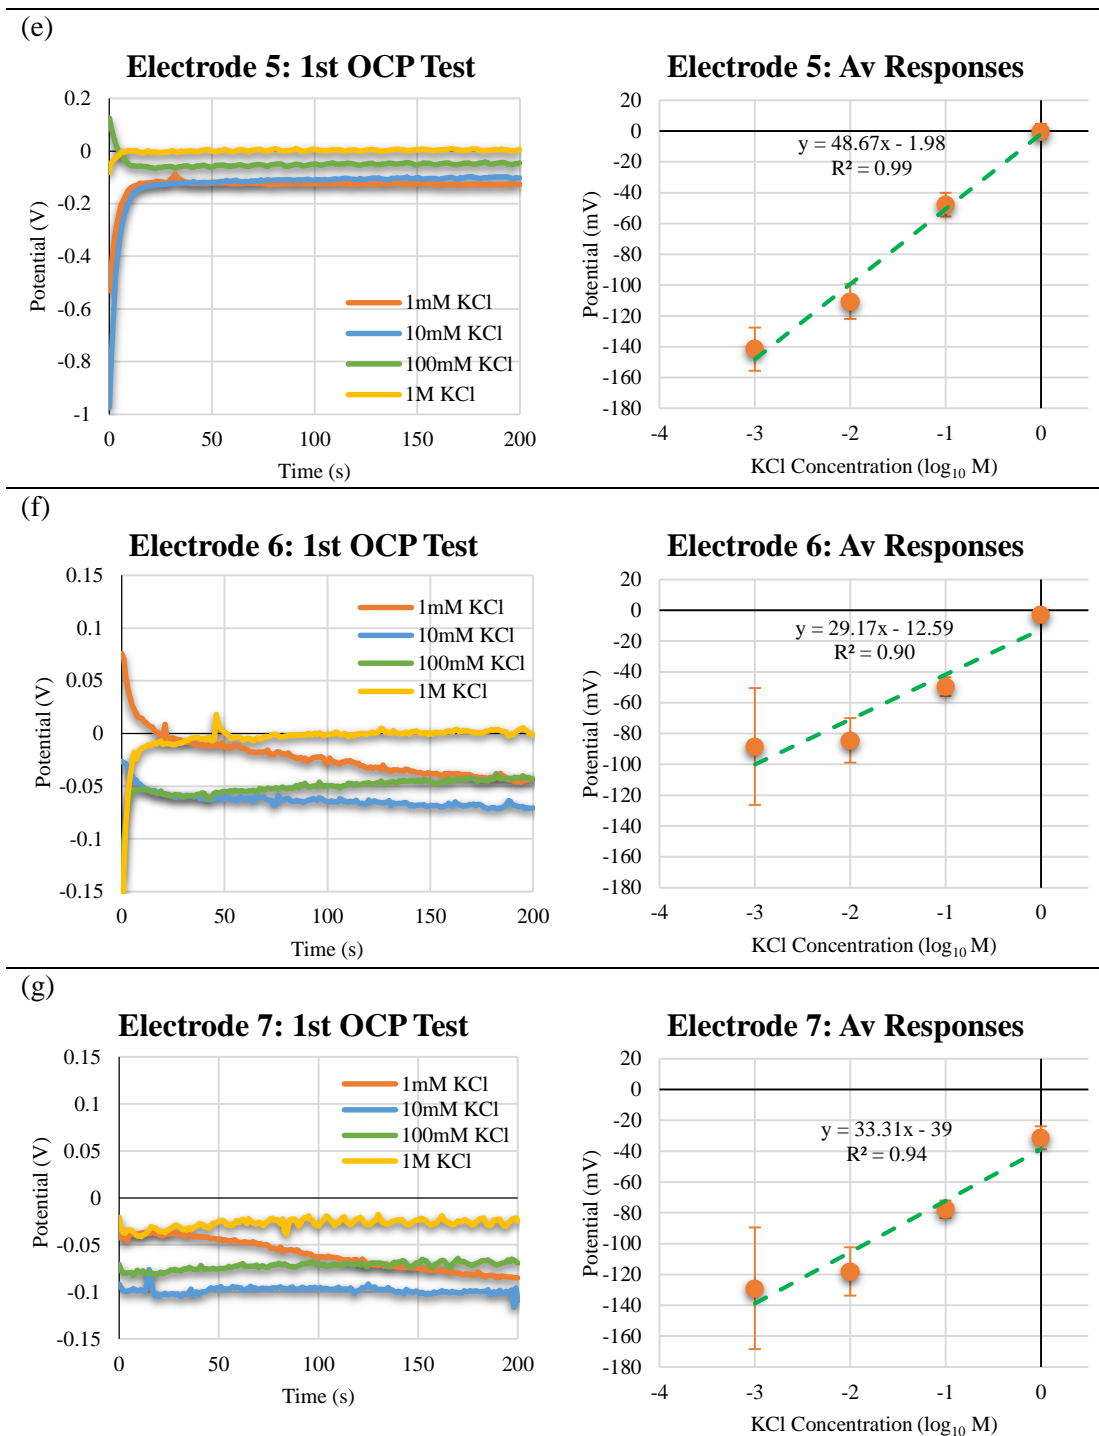 (e)
Electrode 5: 1st OCP Test
0.2
0
-0.2
-0.4
-0.6
-0.8
-1
Potential (V)
1mM KCl
10mM KCl
100mM KCl
1M KCl
0
50
100
150
200
Time (s)
Electrode 5: Av Responses
20
0
-20
-40
-60
-80
-100
-120
-140
-160
-180
Potential (mV)
y = 48.67x - 1.98
R² = 0.99
-4
-3
-2
-1
0
KCl Concentration (log₁₀ M)
(f)
Electrode 6: 1st OCP Test
0.15
0.1
0.05
0
-0.05
-0.1
-0.15
Potential (V)
1mM KCl
10mM KCl
100mM KCl
1M KCl
0
50
100
150
200
Time (s)
Electrode 6: Av Responses
20
0
-20
-40
-60
-80
-100
-120
-140
-160
-180
Potential (mV)
y = 29.17x - 12.59
R² = 0.90
-4
-3
-2
-1
0
KCl Concentration (log₁₀ M)
(g)
Electrode 7: 1st OCP Test
0.15
0.1
0.05
0
-0.05
-0.1
-0.15
Potential (V)
1mM KCl
10mM KCl
100mM KCl
1M KCl
0
50
100
150
200
Time (s)
Electrode 7: Av Responses
20
0
-20
-40
-60
-80
-100
-120
-140
-160
-180
Potential (mV)
y = 33.31x - 39
R² = 0.94
-4
-3
-2
-1
0
KCl Concentration (log₁₀ M)